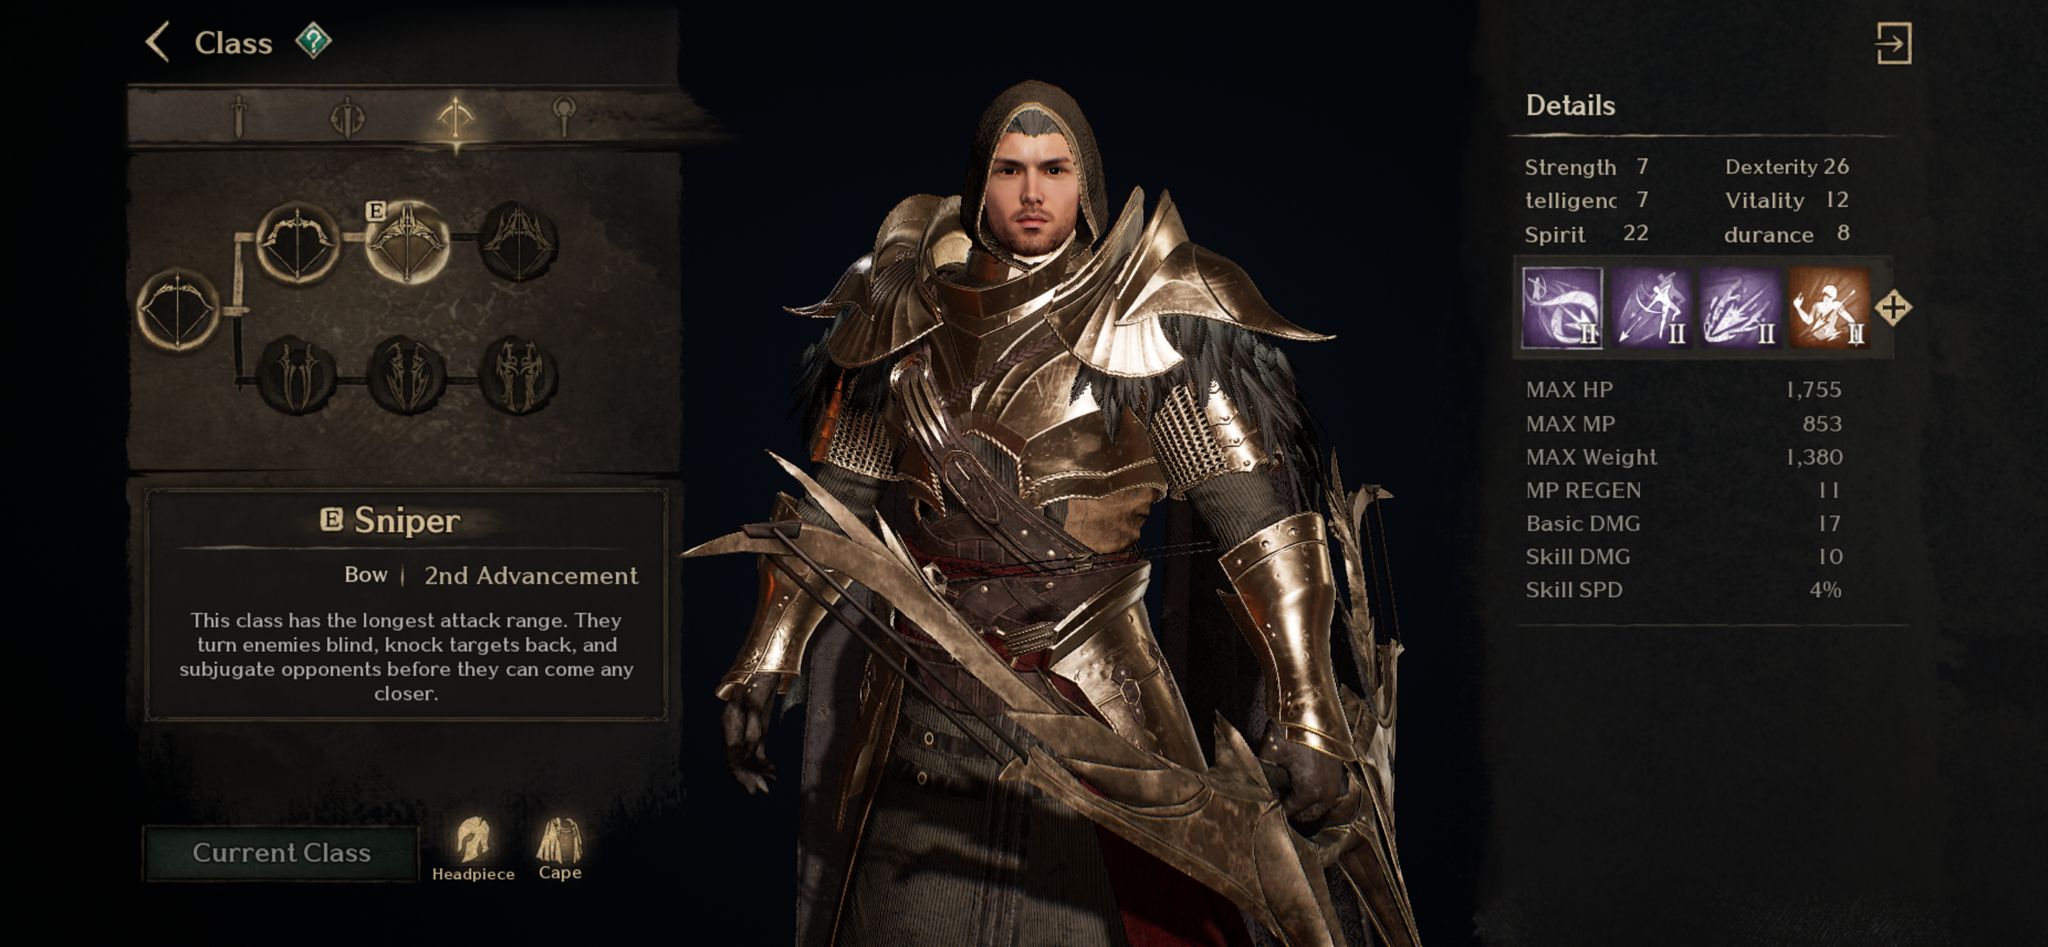 Class ?
E
E Sniper
Bow | 2nd Advancement
This class has the longest attack range. They
turn enemies blind, knock targets back, and
subjugate opponents before they can come any
closer.
Current Class
Headpiece Cape
Details
Strength 7 Dexterity 26
telligenc 7 Vitality 12
Spirit 22 durance 8
II II II II
MAX HP 1,755
MAX MP 853
MAX Weight 1,380
MP REGEN 11
Basic DMG 17
Skill DMG 10
Skill SPD 4%